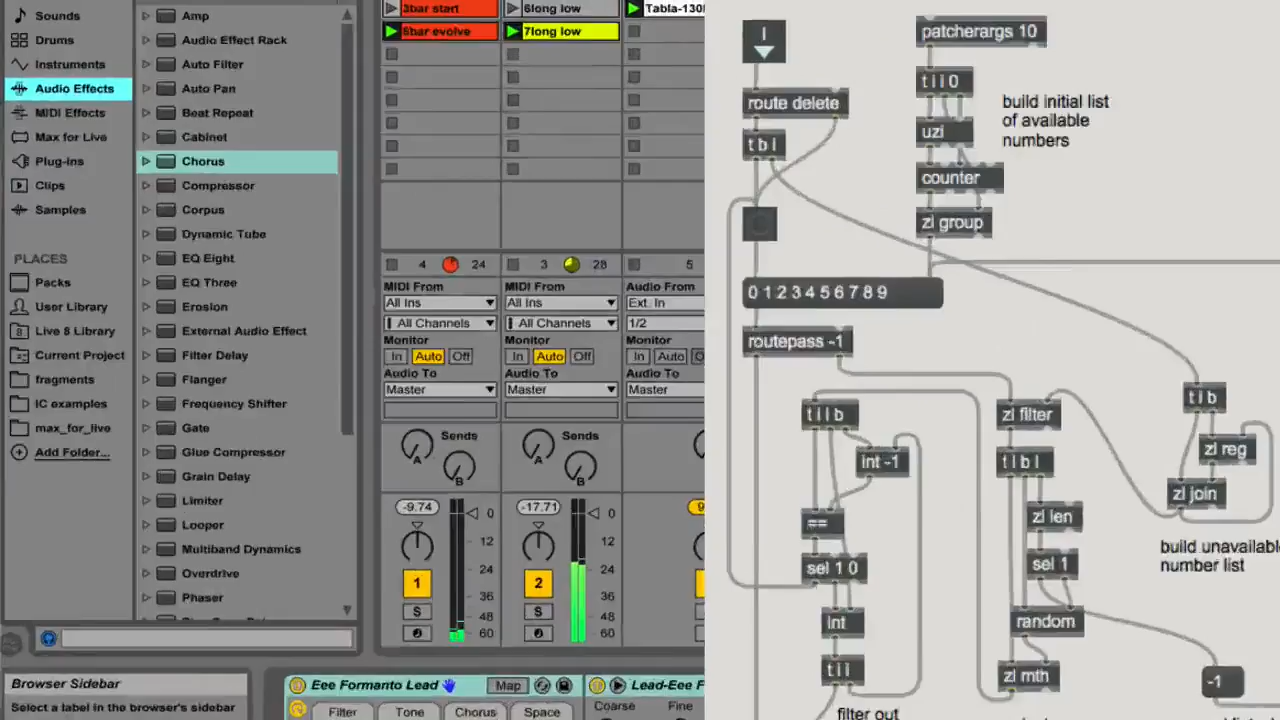 Sounds
Drums
Instruments
Audio Effects
MIDI Effects
Max for Live
Plug-ins
Clips
Samples
PLACES
Packs
User Library
Live 8 Library
Current Project
fragments
IC examples
max_for_live
Add Folder...
Amp
Audio Effect Rack
Auto Filter
Auto Pan
Beat Repeat
Cabinet
Chorus
Compressor
Corpus
Dynamic Tube
EQ Eight
EQ Three
Erosion
External Audio Effect
Filter Delay
Flanger
Frequency Shifter
Gate
Glue Compressor
Grain Delay
Limiter
Looper
Multiband Dynamics
Overdrive
Phaser
Browser Sidebar
Select a label in the browser's sidebar
3bar start
6long low
Tabla-130
6bar evolve
7long low
4 24
3 28
5
MIDI From
MIDI From
Audio From
All Ins
All Ins
Ext. In
All Channels
All Channels
1/2
Monitor
Monitor
Monitor
In Auto Off
In Auto Off
In Auto
Audio To
Audio To
Audio To
Master
Master
Master
Sends
Sends
A
B
A
B
-9.74
-17.71
0
12
24
36
48
60
0
12
24
36
48
60
1
2
S
S
Eee Formanto Lead
Map
Lead-Eee F
Filter
Tone
Chorus
Space
Coarse
Fine
patcherargs 10
route delete
t i i 0
build initial list
of available
numbers
uzi
t b l
counter
zl group
0 1 2 3 4 5 6 7 8 9
routepass -1
t i i b
zl filter
t l b
int -1
t l b l
zl reg
zl join
==
zl len
sel 1 0
sel 1
build unavailable
number list
int
random
t i i
zl mth
-1
filter out